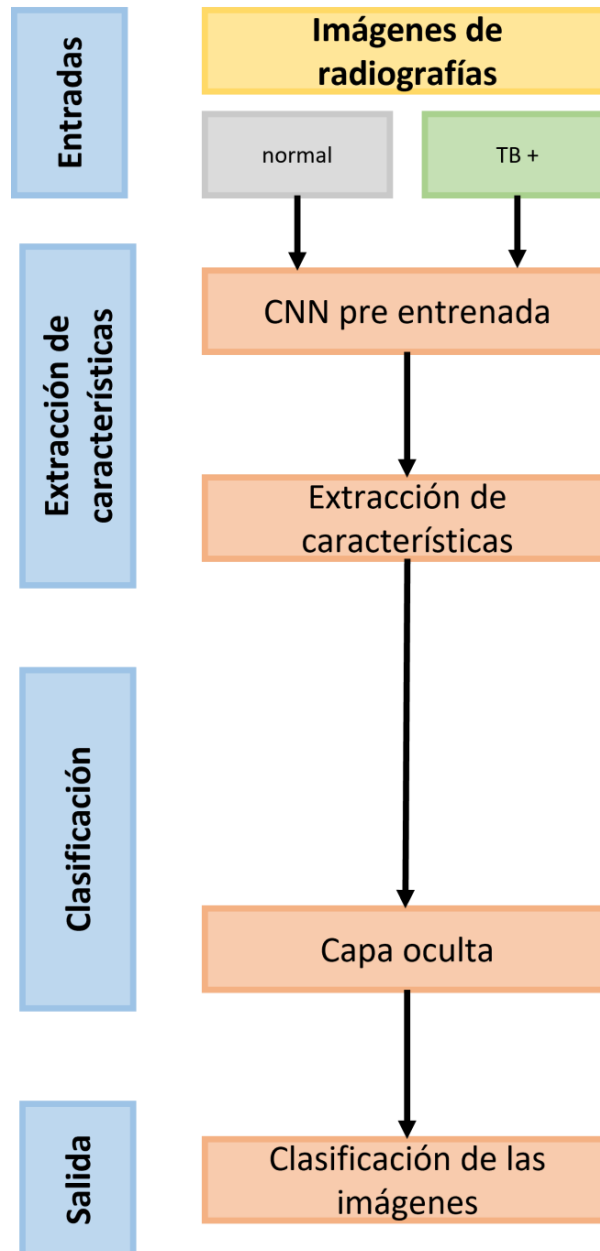 Entradas
Imágenes de
radiografías
normal
TB +
Extracción de
características
CNN pre entrenada
Extracción de
características
Clasificación
Capa oculta
Salida
Clasificación de las
imágenes